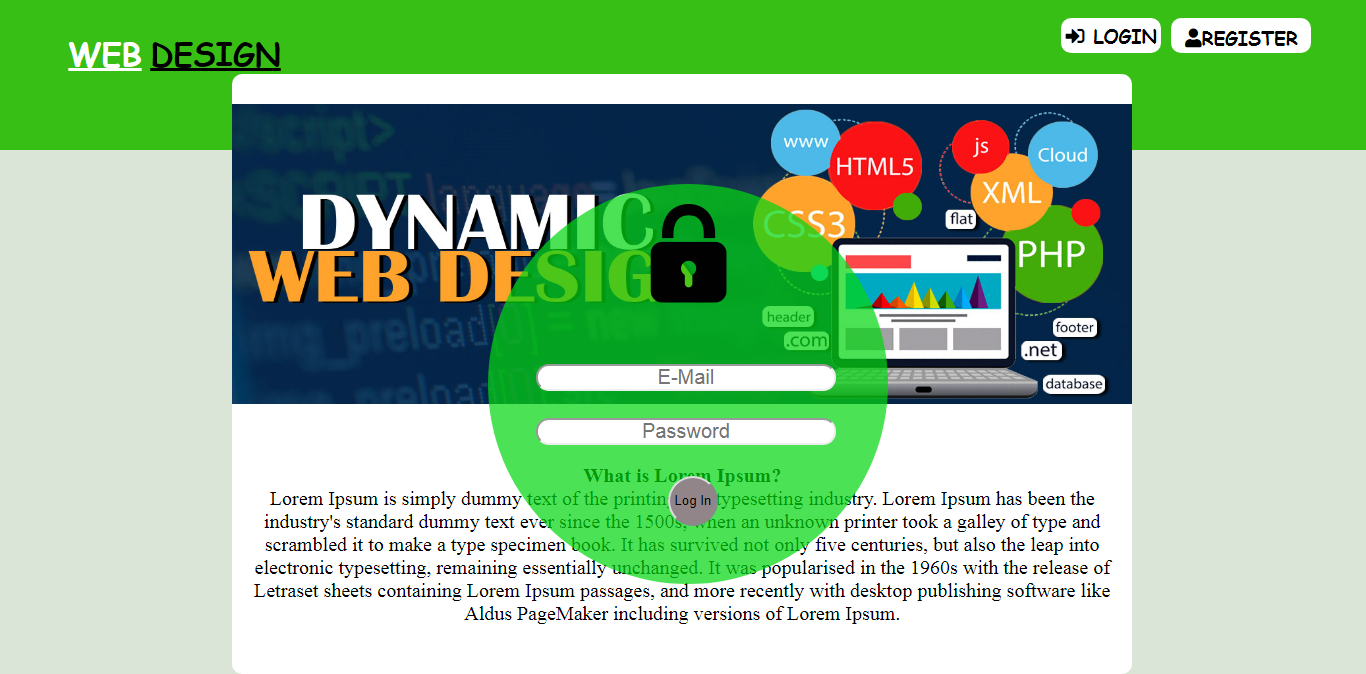 WEB DESIGN
LOGIN
REGISTER
DYNAMIC
WEB DESIG
www
HTML5
CSS3
js
Cloud
XML
flat
PHP
header
.com
footer
.net
database
E-Mail
Password
What is Lorem Ipsum?
Lorem Ipsum is simply dummy text of the printin typesetting industry. Lorem Ipsum has been the
Log In
industry's standard dummy text ever since the 1500s, when an unknown printer took a galley of type and
scrambled it to make a type specimen book. It has survived not only five centuries, but also the leap into
electronic typesetting, remaining essentially unchanged. It was popularised in the 1960s with the release of
Letraset sheets containing Lorem Ipsum passages, and more recently with desktop publishing software like
Aldus PageMaker including versions of Lorem Ipsum.